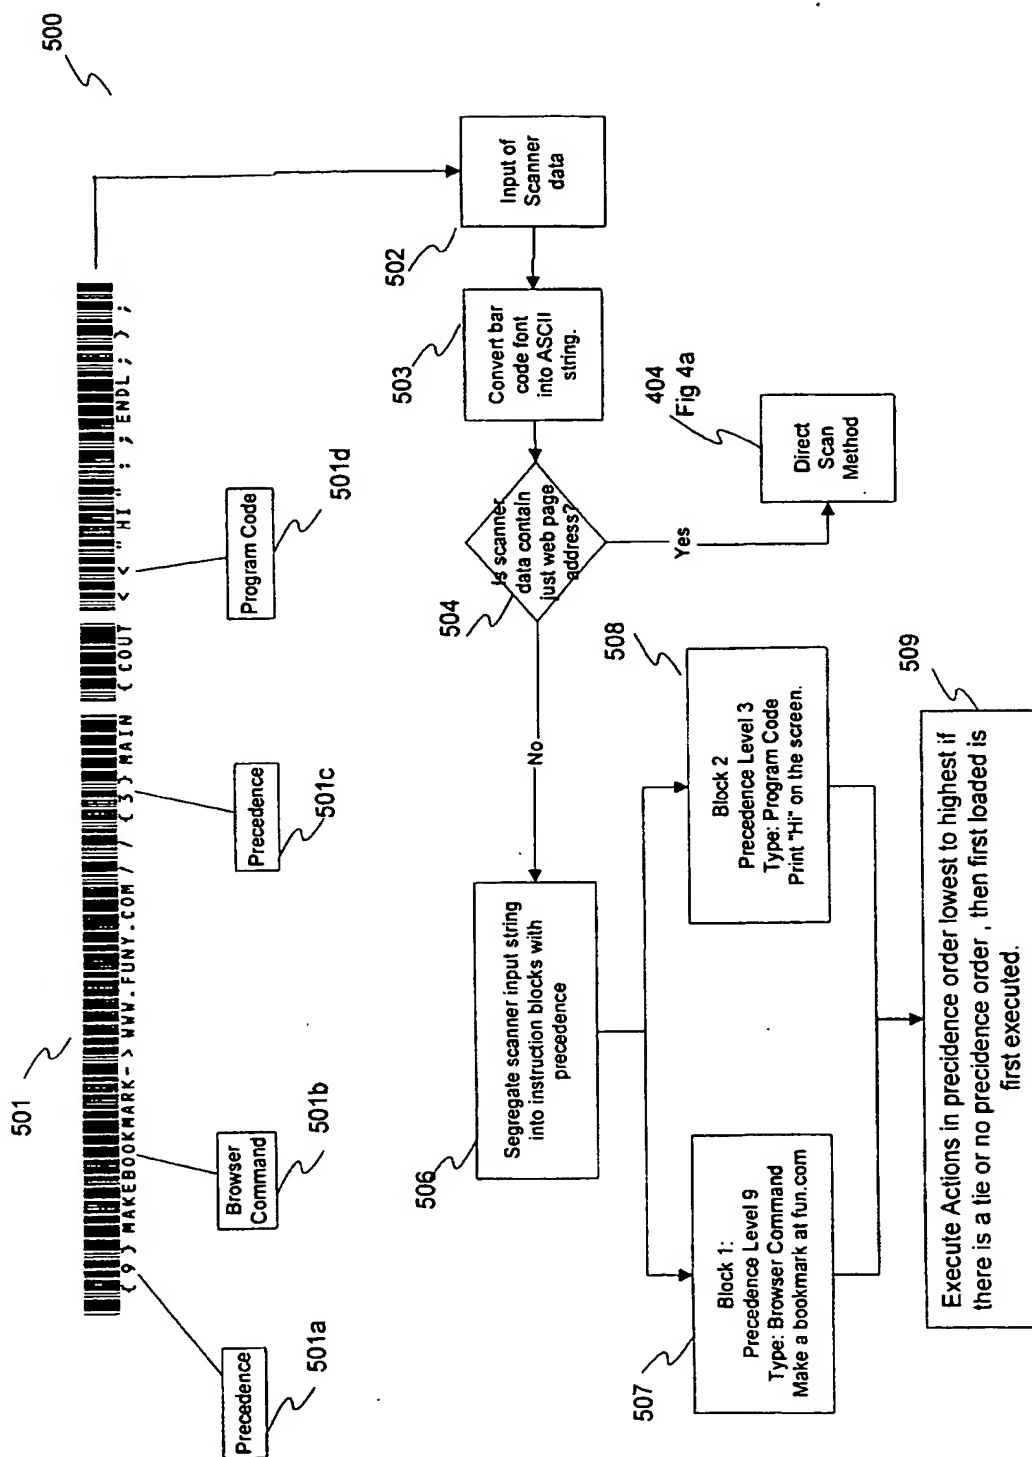 500
501
{9}MAKEBOOKMARK->WWW.FUNY.COM//{3}MAIN {COUT <<"HI":;ENDL;};
Precedence
501a
Browser
Command
501b
Precedence
501c
Program Code
501d
502
Input of
Scanner
data
503
Convert bar
code font
into ASCII
string.
504
Is scanner
data contain
just web page
address?
Yes
404
Fig 4a
Direct
Scan
Method
No
506
Segregate scanner input string
into instruction blocks with
precedence
507
Block 1:
Precedence Level 9
Type: Browser Command
Make a bookmark at fun.com
508
Block 2
Precedence Level 3
Type: Program Code
Print "Hi" on the screen.
509
Execute Actions in precidence order lowest to highest if
there is a tie or no precidence order , then first loaded is
first executed.